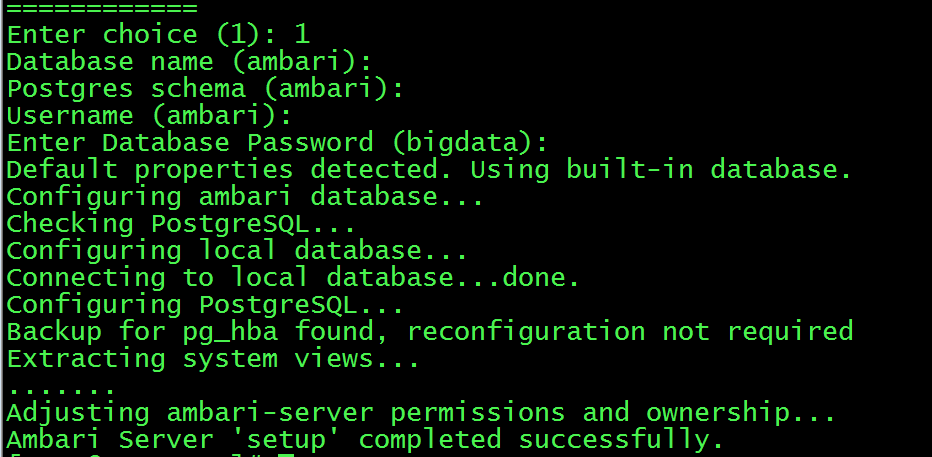 ============
Enter choice (1): 1
Database name (ambari):
Postgres schema (ambari):
Username (ambari):
Enter Database Password (bigdata):
Default properties detected. Using built-in database.
Configuring ambari database...
Checking PostgreSQL...
Configuring local database...
Connecting to local database...done.
Configuring PostgreSQL...
Backup for pg_hba found, reconfiguration not required
Extracting system views...
.......
Adjusting ambari-server permissions and ownership...
Ambari Server 'setup' completed successfully.